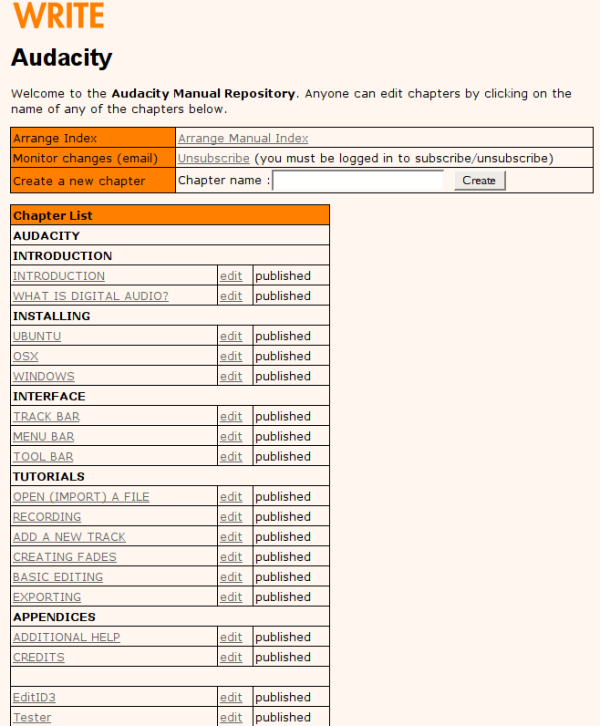 WRITE
Audacity
Welcome to the Audacity Manual Repository. Anyone can edit chapters by clicking on the
name of any of the chapters below.
Arrange Index Arrange Manual Index
Monitor changes (email) Unsubscribe (you must be logged in to subscribe/unsubscribe)
Create a new chapter Chapter name : Create
Chapter List
AUDACITY
INTRODUCTION
INTRODUCTION edit published
WHAT IS DIGITAL AUDIO? edit published
INSTALLING
UBUNTU edit published
OSX edit published
WINDOWS edit published
INTERFACE
TRACK BAR edit published
MENU BAR edit published
TOOL BAR edit published
TUTORIALS
OPEN (IMPORT) A FILE edit published
RECORDING edit published
ADD A NEW TRACK edit published
CREATING FADES edit published
BASIC EDITING edit published
EXPORTING edit published
APPENDICES
ADDITIONAL HELP edit published
CREDITS edit published
EditID3 edit published
Tester edit published